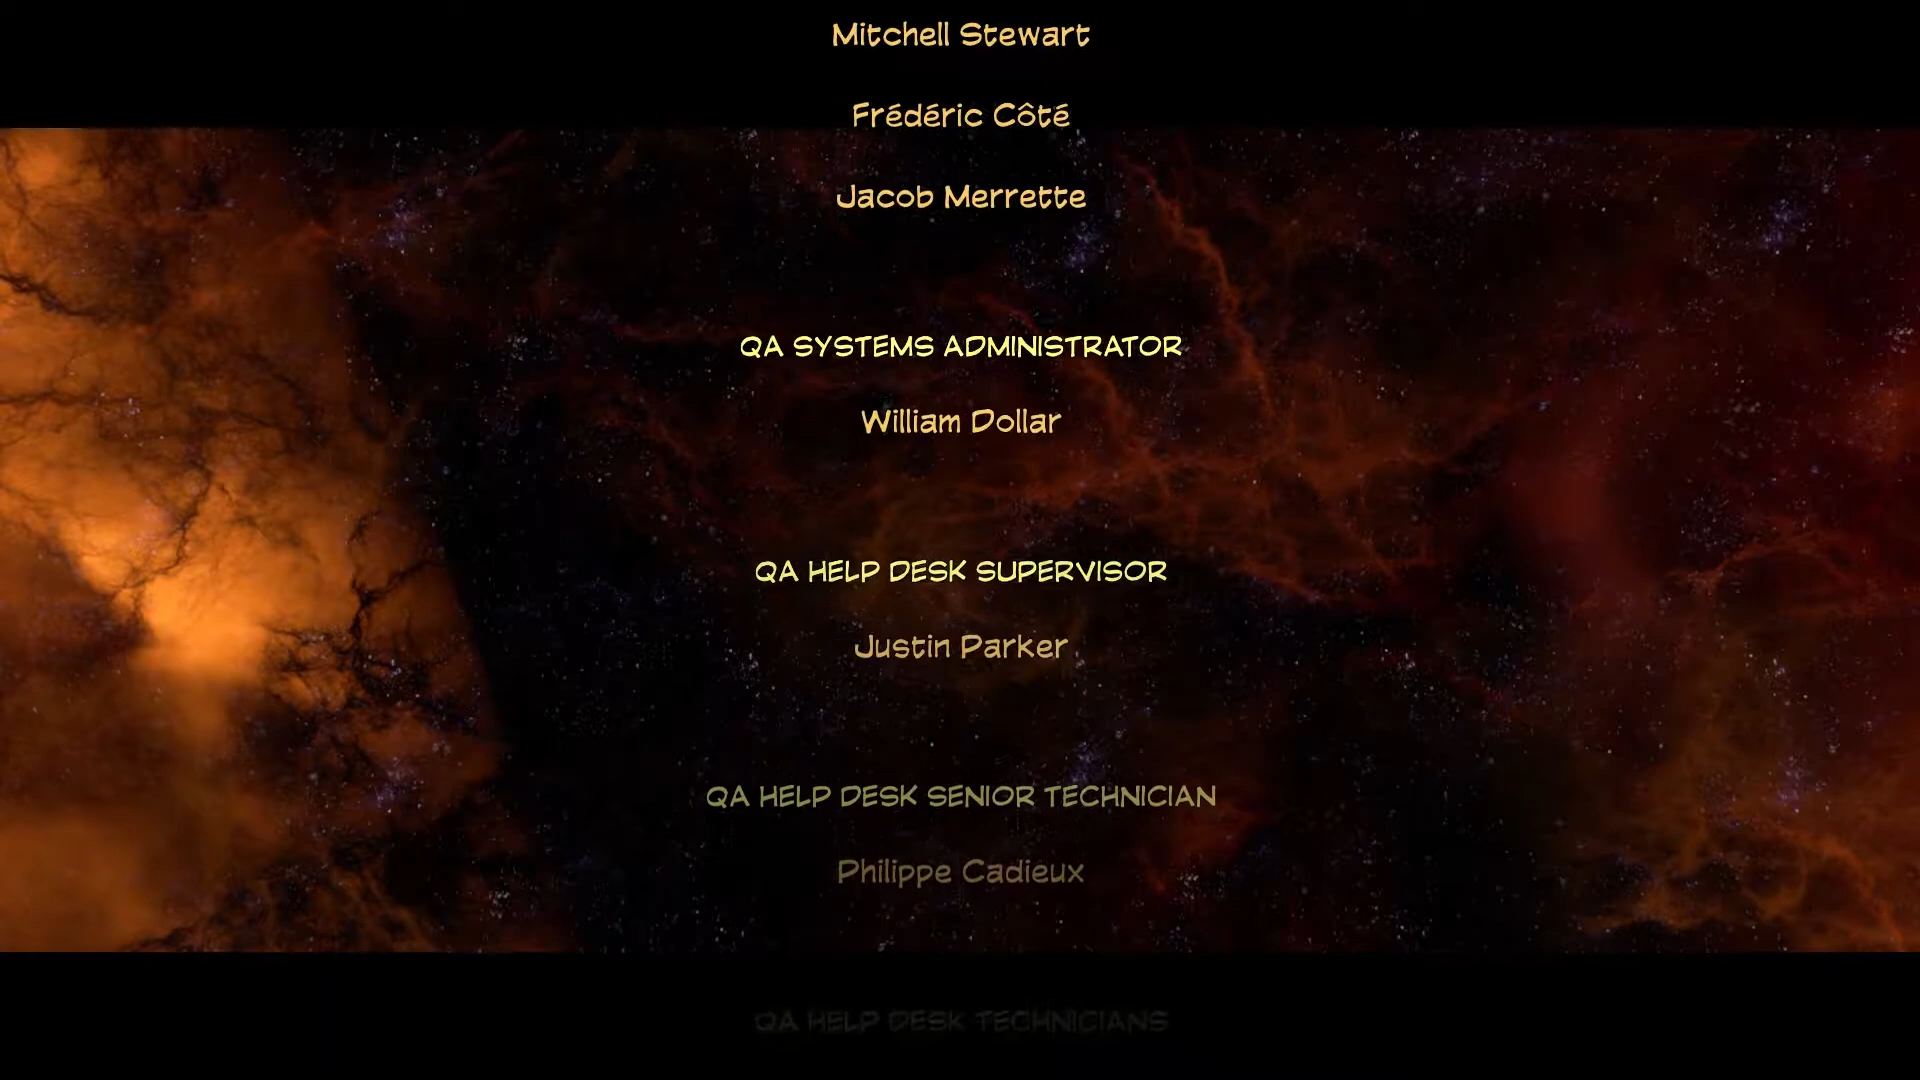 Mitchell Stewart
Frédéric Côté
Jacob Merrette
QA SYSTEMS ADMINISTRATOR
William Dollar
QA HELP DESK SUPERVISOR
Justin Parker
QA HELP DESK SENIOR TECHNICIAN
Philippe Cadieux
QA HELP DESK TECHNICIANS